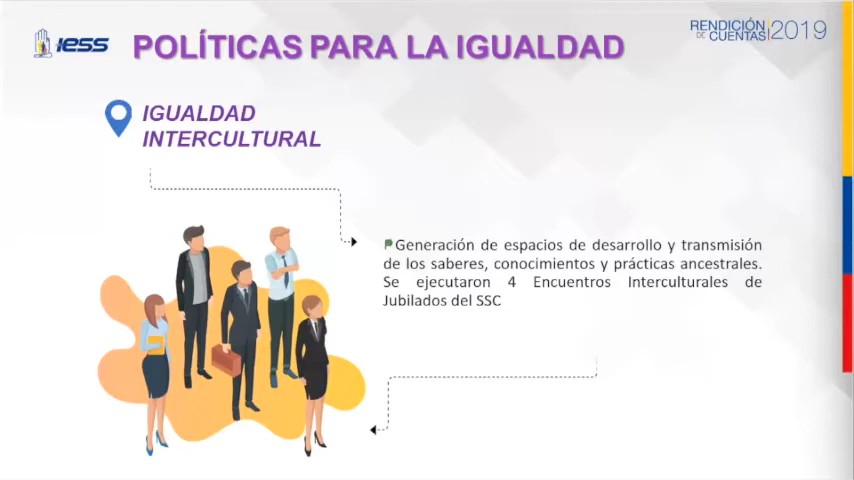 IESS
POLÍTICAS PARA LA IGUALDAD
RENDICIÓN
DE CUENTAS 2019
IGUALDAD
INTERCULTURAL
Generación de espacios de desarrollo y transmisión
de los saberes, conocimientos y prácticas ancestrales.
Se ejecutaron 4 Encuentros Interculturales de
Jubilados del SSC